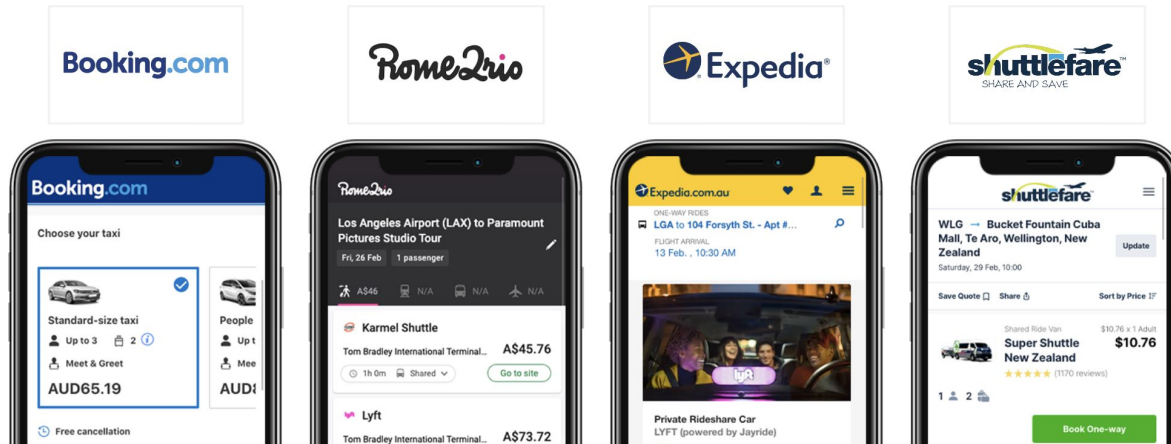 Booking.com
Rome2rio
Expedia®
shuttlefare™
SHARE AND SAVE
Booking.com
Choose your taxi
Standard-size taxi
Up to 3 2
Meet & Greet
AUD65.19
Free cancellation
People
Up t
Mee
Rome2rio
Los Angeles Airport (LAX) to Paramount
Pictures Studio Tour
Fri, 26 Feb 1 passenger
A$46 N/A N/A N/A
Karmel Shuttle
Tom Bradley International Terminal... A$45.76
1h 0m Shared Go to site
Lyft
Tom Bradley International Terminal... A$73.72
Expedia.com.au
ONE-WAY RIDES
LGA to 104 Forsyth St. - Apt #...
FLIGHT ARRIVAL
13 Feb. , 10:30 AM
lyft
Private Rideshare Car
LYFT (powered by Jayride)
shuttlefare™
WLG → Bucket Fountain Cuba
Mall, Te Aro, Wellington, New
Zealand
Update
Saturday, 29 Feb, 10:00
Save Quote Share Sort by Price
Shared Ride Van $10.76 x 1 Adult
Super Shuttle $10.76
New Zealand
★★★★★ (1170 reviews)
1 2
Book One-way